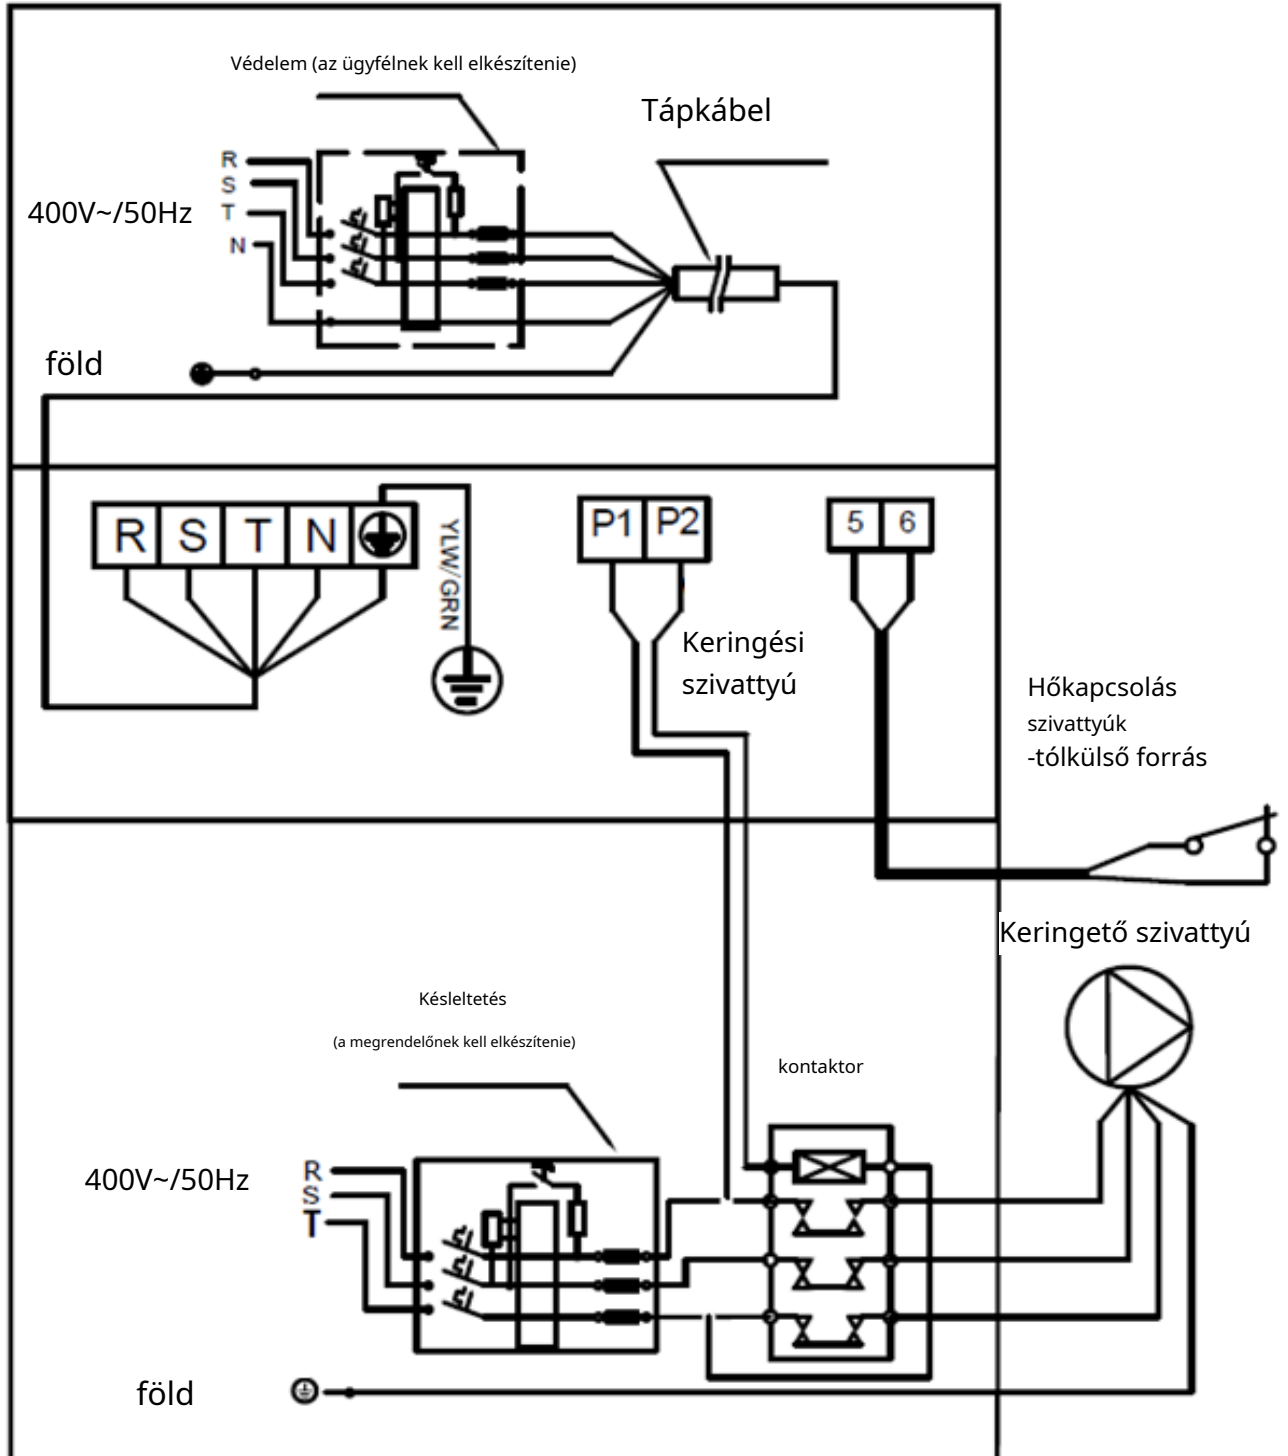 Védelem (az ügyfélnek kell elkészítenie)
Tápkábel
R
S
400V~/50Hz
T
N
föld
R S T N
YLW/GRN
P1 P2
5 6
Keringési
szivattyú
Hőkapcsolás
szivattyúk
-tólkülső forrás
Keringető szivattyú
Késleltetés
(a megrendelőnek kell elkészítenie)
kontaktor
400V~/50Hz
R
S
T
föld